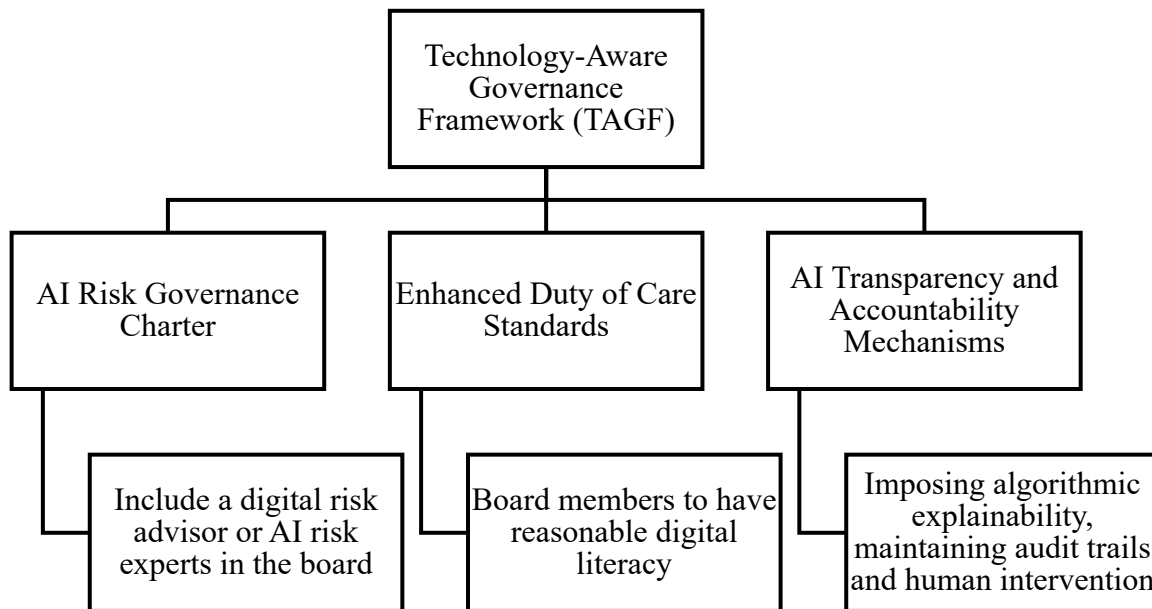 Technology-Aware
Governance
Framework (TAGF)
AI Risk Governance
Charter
Enhanced Duty of Care
Standards
AI Transparency and
Accountability
Mechanisms
Include a digital risk
advisor or AI risk
experts in the board
Board members to have
reasonable digital
literacy
Imposing algorithmic
explainability,
maintaining audit trails
and human intervention